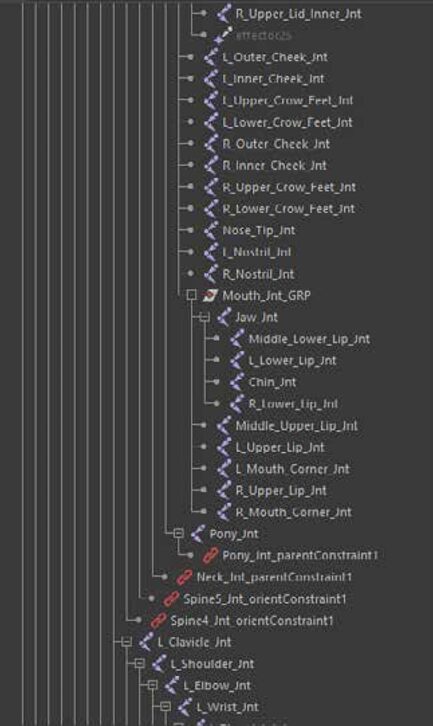 R_Upper_Lid_Inner_Jnt
effector25
L_Outer_Cheek_Jnt
L_Inner_Cheek_Jnt
L_Upper_Crow_Feet_Jnt
L_Lower_Crow_Feet_Jnt
R_Outer_Cheek_Jnt
R_Inner_Cheek_Jnt
R_Upper_Crow_Feet_Jnt
R_Lower_Crow_Feet_Jnt
Nose_Tip_Jnt
L_Nostril_Jnt
R_Nostril_Jnt
Mouth_Jnt_GRP
Jaw_Jnt
Middle_Lower_Lip_Jnt
L_Lower_Lip_Jnt
Chin_Jnt
R_Lower_Lip_Jnt
Middle_Upper_Lip_Jnt
L_Upper_Lip_Jnt
L_Mouth_Corner_Jnt
R_Upper_Lip_Jnt
R_Mouth_Corner_Jnt
Pony_Jnt
Pony_Jnt_parentConstraint1
Neck_Jnt_parentConstraint1
Spine5_Jnt_orientConstraint1
Spine4_Jnt_orientConstraint1
L_Clavicle_Jnt
L_Shoulder_Jnt
L_Elbow_Jnt
L_Wrist_Jnt